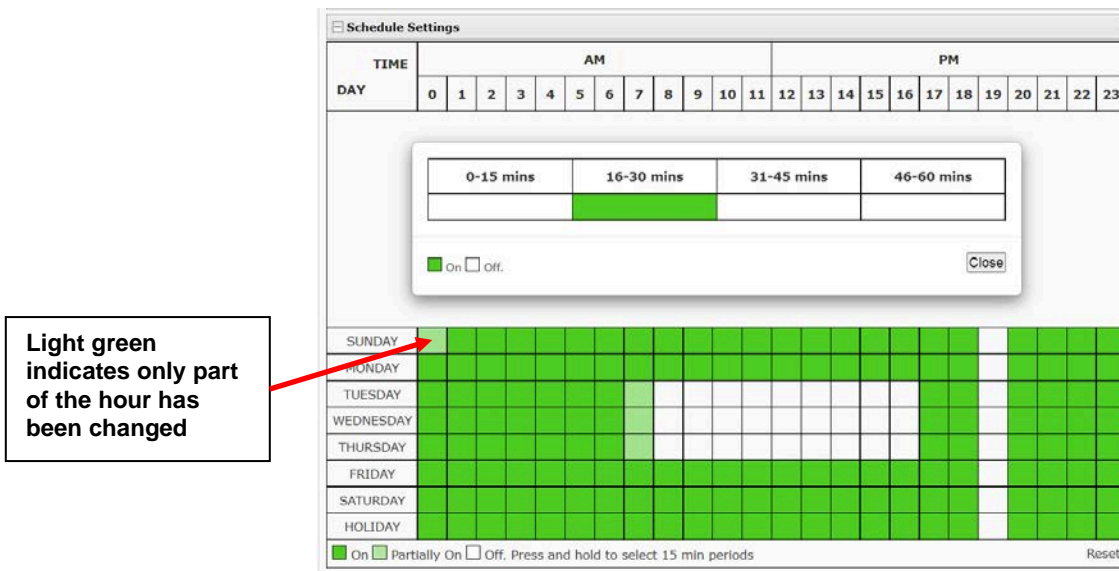 Schedule Settings
TIME AM PM
DAY 0 1 2 3 4 5 6 7 8 9 10 11 12 13 14 15 16 17 18 19 20 21 22 23
0-15 mins 16-30 mins 31-45 mins 46-60 mins
On Off. Close
Light green
indicates only part
of the hour has
been changed
SUNDAY
MONDAY
TUESDAY
WEDNESDAY
THURSDAY
FRIDAY
SATURDAY
HOLIDAY
On Partially On Off. Press and hold to select 15 min periods Reset